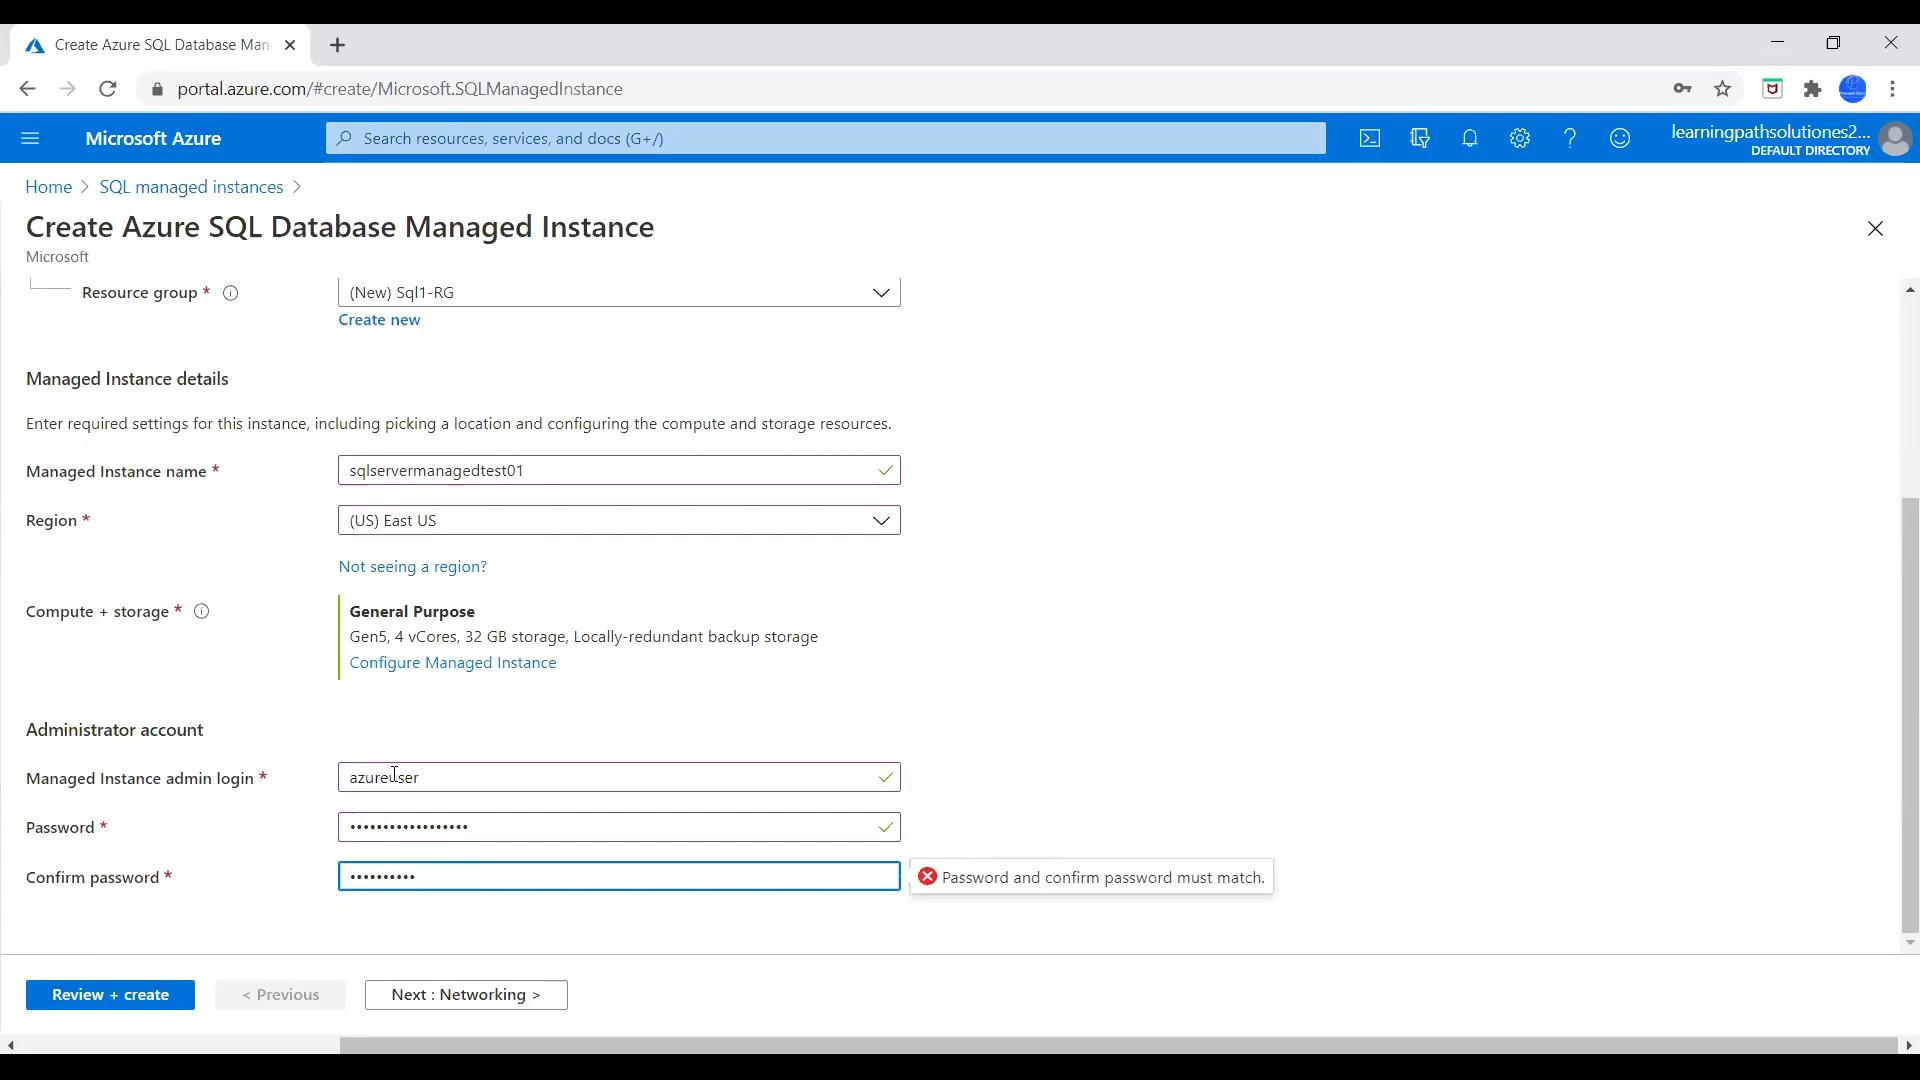 Create Azure SQL Database Man
portal.azure.com/#create/Microsoft.SQLManagedInstance
Microsoft Azure
Search resources, services, and docs (G+/)
learningpathsolutiones2...
DEFAULT DIRECTORY
Home > SQL managed instances >
Create Azure SQL Database Managed Instance
Microsoft
Resource group *
(New) Sql1-RG
Create new
Managed Instance details
Enter required settings for this instance, including picking a location and configuring the compute and storage resources.
Managed Instance name *
sqlservermanagedtest01
Region *
(US) East US
Not seeing a region?
Compute + storage *
General Purpose
Gen5, 4 vCores, 32 GB storage, Locally-redundant backup storage
Configure Managed Instance
Administrator account
Managed Instance admin login *
azureuser
Password *
••••••••••••••••••
Confirm password *
••••••••••
Password and confirm password must match.
Review + create
< Previous
Next : Networking >